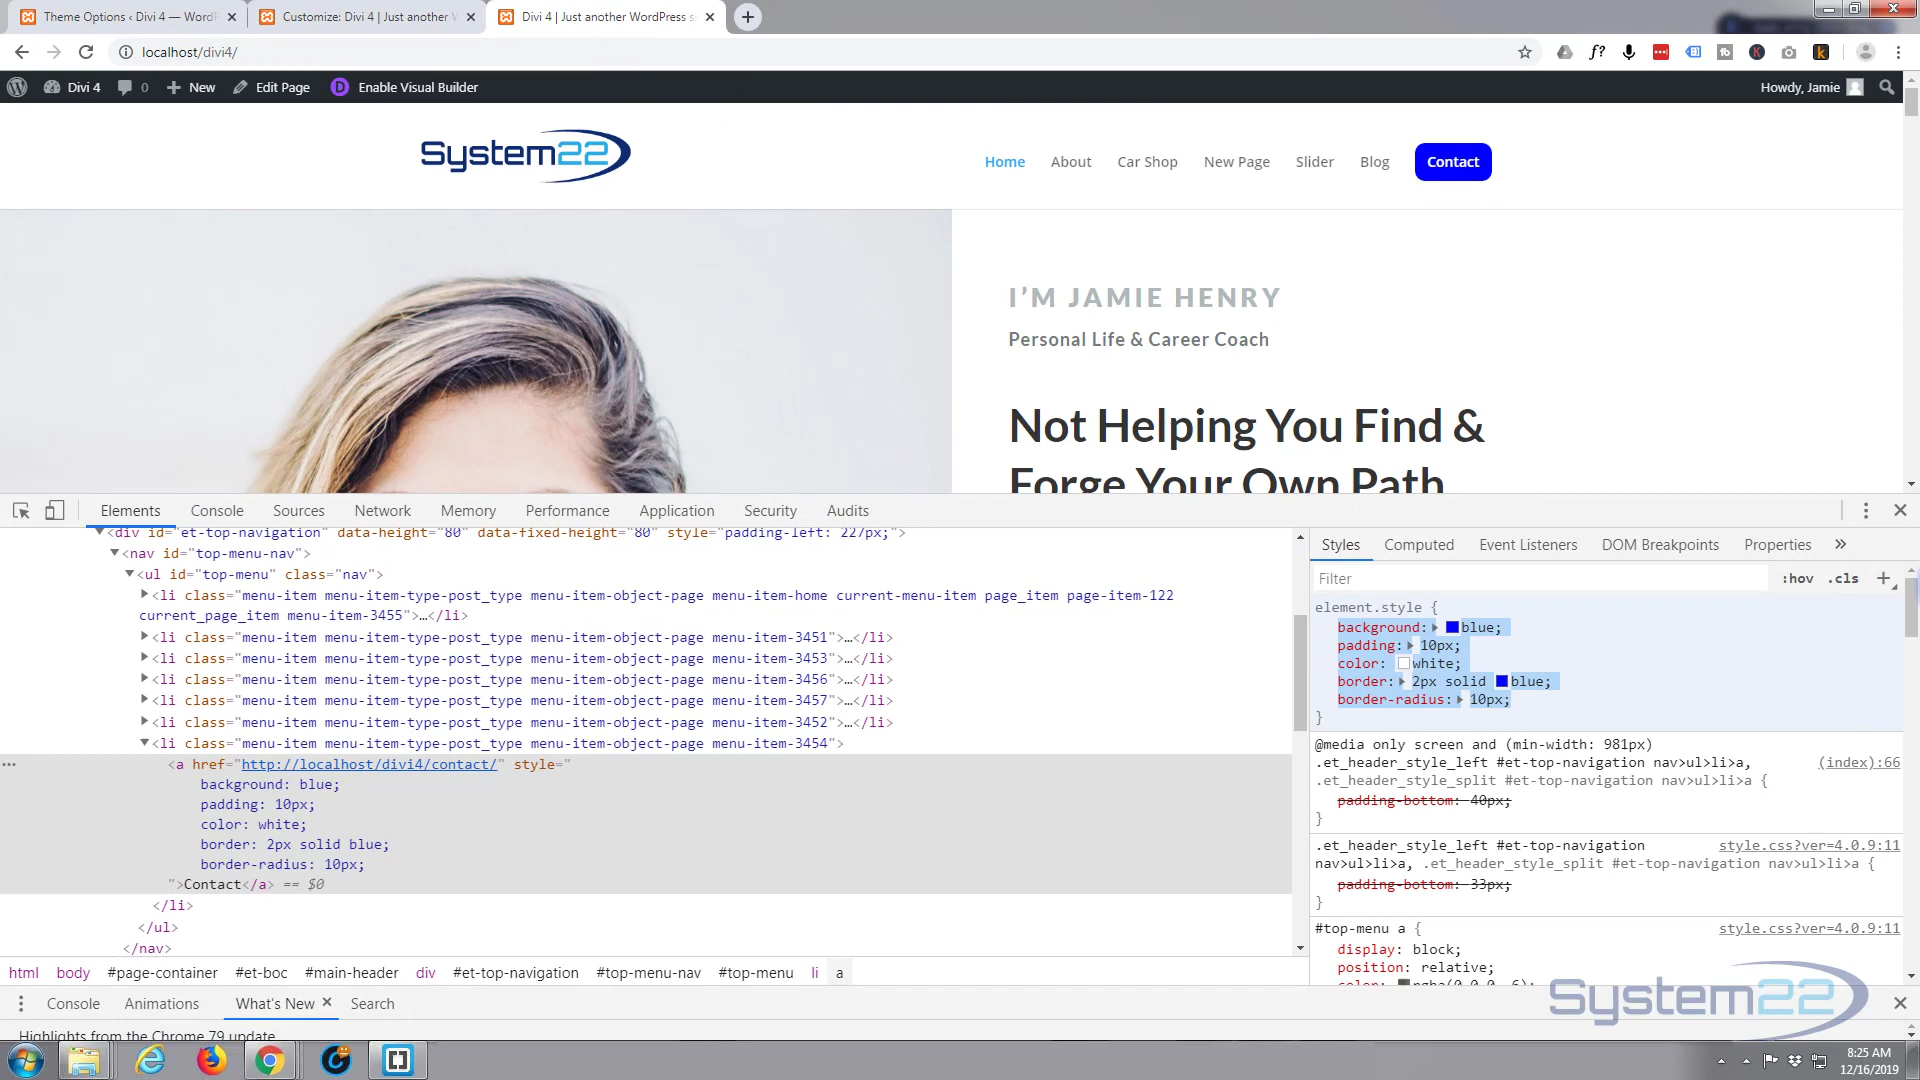 Theme Options ‹ Divi 4 — WordP
Customize: Divi 4 | Just another W
Divi 4 | Just another WordPress s
localhost/divi4/
Divi 4
0
New
Edit Page
Enable Visual Builder
Howdy, Jamie
System22
Home
About
Car Shop
New Page
Slider
Blog
Contact
I'M JAMIE HENRY
Personal Life & Career Coach
Not Helping You Find &
Forge Your Own Path
Elements
Console
Sources
Network
Memory
Performance
Application
Security
Audits
<div id="et-top-navigation" data-height="80" data-fixed-height="80" style="padding-left: 227px;">
<nav id="top-menu-nav">
<ul id="top-menu" class="nav">
<li class="menu-item menu-item-type-post_type menu-item-object-page menu-item-home current-menu-item page_item page-item-122
current_page_item menu-item-3455">…</li>
<li class="menu-item menu-item-type-post_type menu-item-object-page menu-item-3451">…</li>
<li class="menu-item menu-item-type-post_type menu-item-object-page menu-item-3453">…</li>
<li class="menu-item menu-item-type-post_type menu-item-object-page menu-item-3456">…</li>
<li class="menu-item menu-item-type-post_type menu-item-object-page menu-item-3457">…</li>
<li class="menu-item menu-item-type-post_type menu-item-object-page menu-item-3452">…</li>
<li class="menu-item menu-item-type-post_type menu-item-object-page menu-item-3454">
<a href="http://localhost/divi4/contact/" style="
background: blue;
padding: 10px;
color: white;
border: 2px solid blue;
border-radius: 10px;
">Contact</a> == $0
</li>
</ul>
</nav>
html body #page-container #et-boc #main-header div #et-top-navigation #top-menu-nav #top-menu li a
Styles
Computed
Event Listeners
DOM Breakpoints
Properties
Filter
:hov
.cls
element.style {
background: blue;
padding: 10px;
color: white;
border: 2px solid blue;
border-radius: 10px;
}
@media only screen and (min-width: 981px)
.et_header_style_left #et-top-navigation nav>ul>li>a, (index):66
.et_header_style_split #et-top-navigation nav>ul>li>a {
padding-bottom: 40px;
}
.et_header_style_left #et-top-navigation style.css?ver=4.0.9:11
nav>ul>li>a, .et_header_style_split #et-top-navigation nav>ul>li>a {
padding-bottom: 33px;
}
#top-menu a { style.css?ver=4.0.9:11
display: block;
position: relative;
color: rgba(0,0,0,.6);
System22
Console
Animations
What's New
Search
Highlights from the Chrome 79 update
8:25 AM
12/16/2019